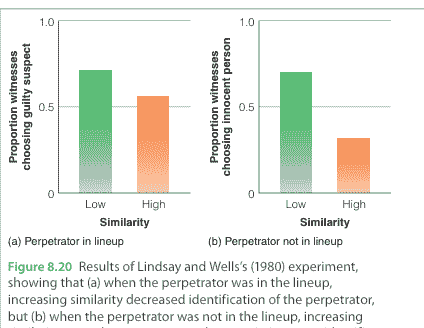 Proportion witnesses
choosing guilty suspect
1.0
0.5
0
Low High
Similarity
(a) Perpetrator in lineup
Proportion witnesses
choosing innocent person
1.0
0.5
0
Low High
Similarity
(b) Perpetrator not in lineup
Figure 8.20 Results of Lindsay and Wells’s (1980) experiment,
showing that (a) when the perpetrator was in the lineup,
increasing similarity decreased identification of the perpetrator,
but (b) when the perpetrator was not in the lineup, increasing